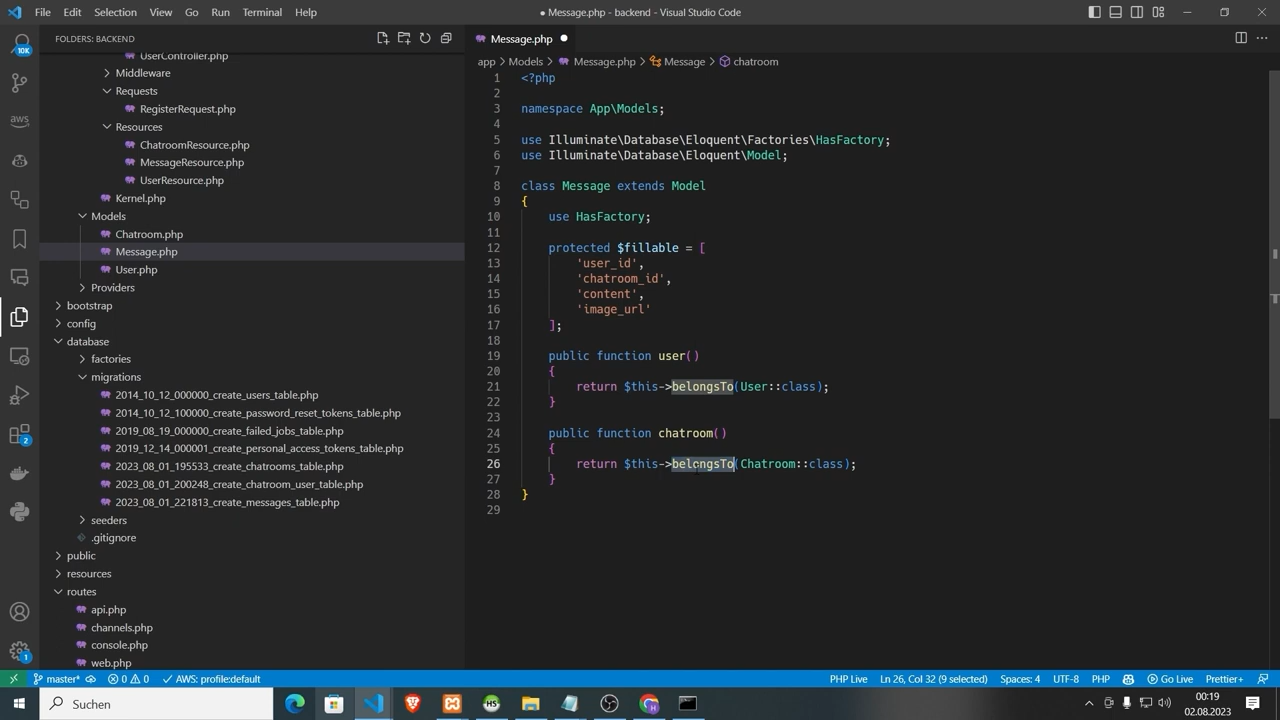 File Edit Selection View Go Run Terminal Help
● Message.php - backend - Visual Studio Code
FOLDERS: BACKEND
UserController.php
Middleware
Requests
RegisterRequest.php
Resources
ChatroomResource.php
MessageResource.php
UserResource.php
Kernel.php
Models
Chatroom.php
Message.php
User.php
Providers
bootstrap
config
database
factories
migrations
2014_10_12_000000_create_users_table.php
2014_10_12_100000_create_password_reset_tokens_table.php
2019_08_19_000000_create_failed_jobs_table.php
2019_12_14_000001_create_personal_access_tokens_table.php
2023_08_01_195533_create_chatrooms_table.php
2023_08_01_200248_create_chatroom_user_table.php
2023_08_01_221813_create_messages_table.php
seeders
.gitignore
public
resources
routes
api.php
channels.php
console.php
web.php
10K
aws
2
1
Message.php
app > Models > Message.php > Message > chatroom
1 <?php
2
3 namespace App\Models;
4
5 use Illuminate\Database\Eloquent\Factories\HasFactory;
6 use Illuminate\Database\Eloquent\Model;
7
8 class Message extends Model
9 {
10 use HasFactory;
11
12 protected $fillable = [
13 'user_id',
14 'chatroom_id',
15 'content',
16 'image_url'
17 ];
18
19 public function user()
20 {
21 return $this->belongsTo(User::class);
22 }
23
24 public function chatroom()
25 {
26 return $this->belongsTo(Chatroom::class);
27 }
28 }
29
master* 0 0 AWS: profile:default
PHP Live Ln 26, Col 32 (9 selected) Spaces: 4 UTF-8 CRLF PHP Go Live Prettier+
Suchen
HS
00:19
02.08.2023